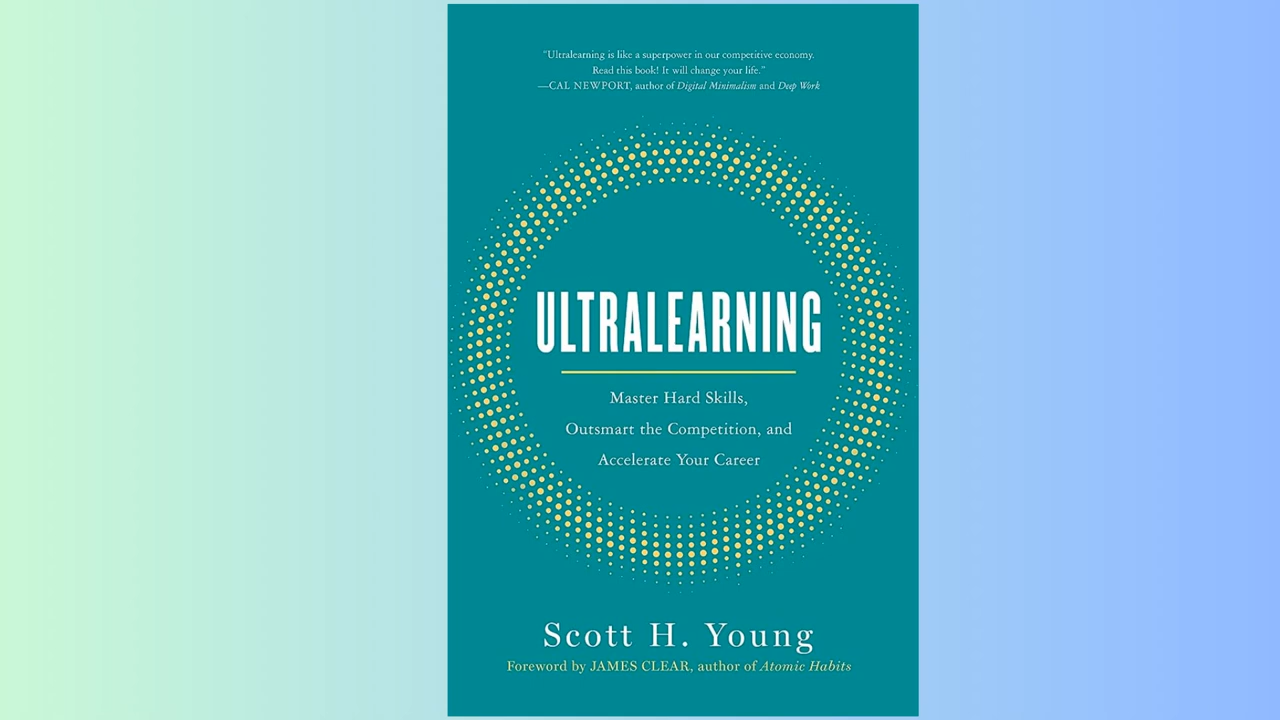 "Ultralearning is like a superpower in our competitive economy.
Read this book! It will change your life."
—CAL NEWPORT, author of Digital Minimalism and Deep Work
ULTRALEARNING
Master Hard Skills,
Outsmart the Competition, and
Accelerate Your Career
Scott H. Young
Foreword by JAMES CLEAR, author of Atomic Habits